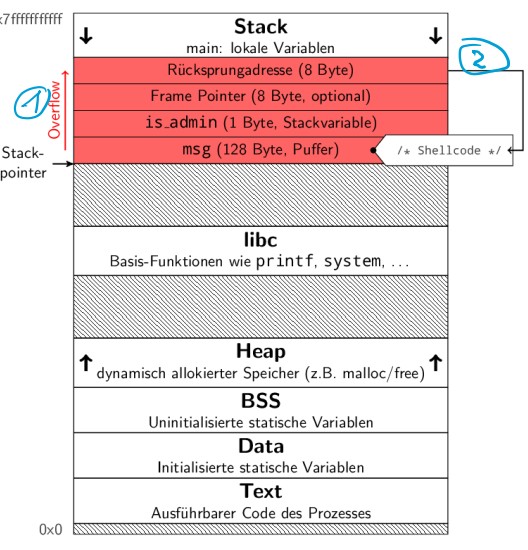 x7fffffffffff
Stack
main: lokale Variablen
2
Rücksprungadresse (8 Byte)
1
Overflow
Frame Pointer (8 Byte, optional)
is_admin (1 Byte, Stackvariable)
msg (128 Byte, Puffer)
/* Shellcode */
Stack-
pointer
libc
Basis-Funktionen wie printf, system, ...
Heap
dynamisch allokierter Speicher (z.B. malloc/free)
BSS
Uninitialisierte statische Variablen
Data
Initialisierte statische Variablen
Text
Ausführbarer Code des Prozesses
0x0